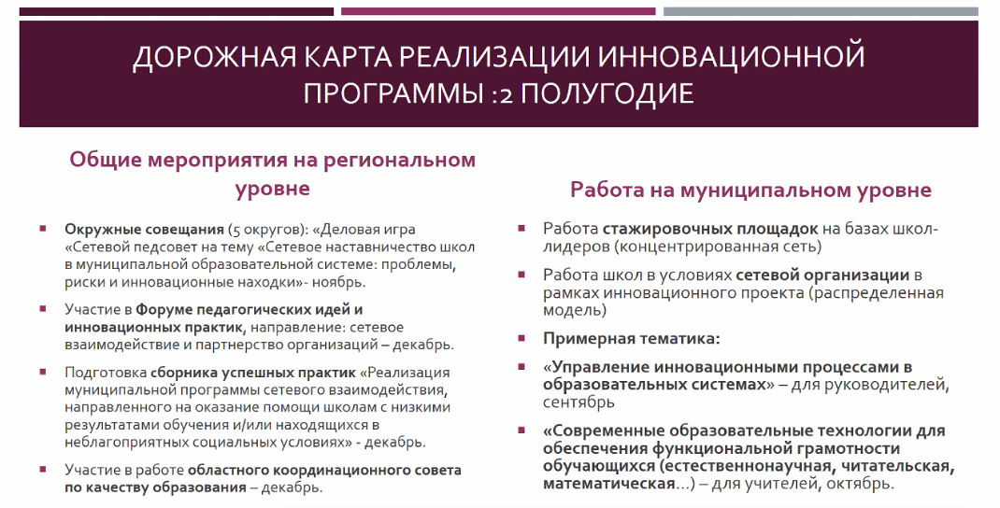 ДОРОЖНАЯ КАРТА РЕАЛИЗАЦИИ ИННОВАЦИОННОЙ
ПРОГРАММЫ :2 ПОЛУГОДИЕ
Общие мероприятия на региональном
уровне
▪ Окружные совещания (5 округов): «Деловая игра
«Сетевой педсовет на тему «Сетевое наставничество школ
в муниципальной образовательной системе: проблемы,
риски и инновационные находки»- ноябрь.
▪ Участие в Форуме педагогических идей и
инновационных практик, направление: сетевое
взаимодействие и партнерство организаций – декабрь.
▪ Подготовка сборника успешных практик «Реализация
муниципальной программы сетевого взаимодействия,
направленного на оказание помощи школам с низкими
результатами обучения и/или находящихся в
неблагоприятных социальных условиях» - декабрь.
▪ Участие в работе областного координационного совета
по качеству образования – декабрь.
Работа на муниципальном уровне
▪ Работа стажировочных площадок на базах школ-
лидеров (концентрированная сеть)
▪ Работа школ в условиях сетевой организации в
рамках инновационного проекта (распределенная
модель)
▪ Примерная тематика:
▪ «Управление инновационными процессами в
образовательных системах» – для руководителей,
сентябрь
▪ «Современные образовательные технологии для
обеспечения функциональной грамотности
обучающихся (естественнонаучная, читательская,
математическая…) – для учителей, октябрь.